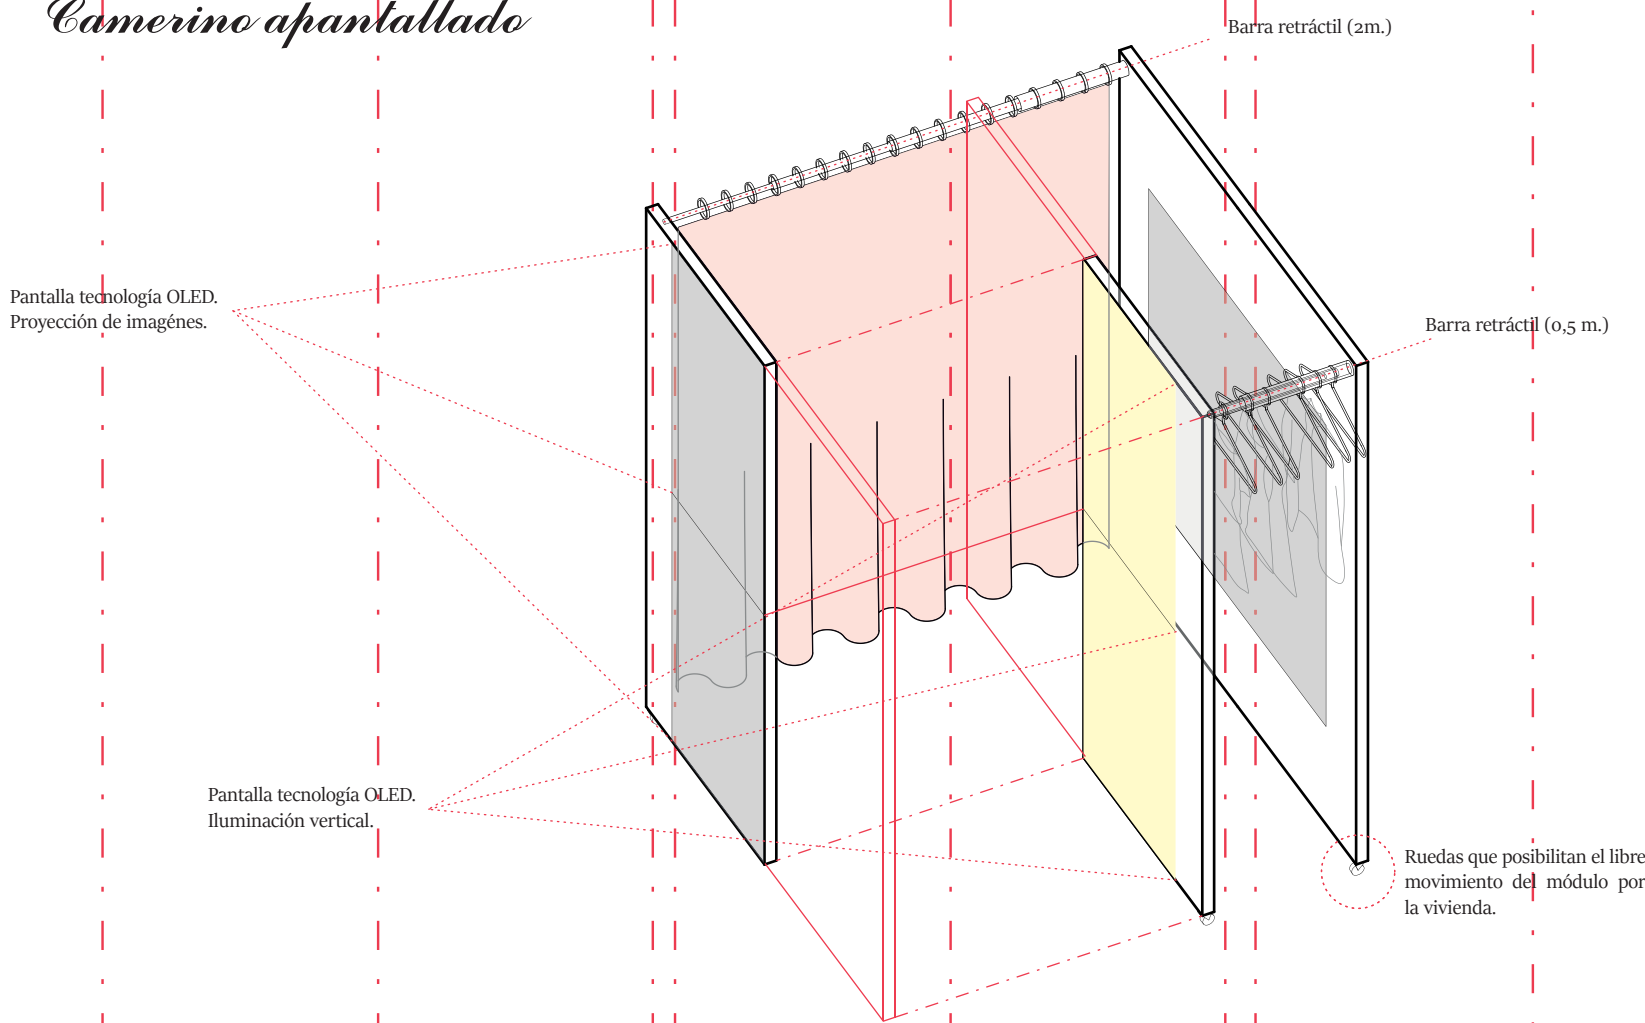 Camerino apantallado
Barra retráctil (2m.)
Pantalla tecnología OLED.
Proyección de imagénes.
Barra retráctil (0,5 m.)
Pantalla tecnología OLED.
Iluminación vertical.
Ruedas que posibilitan el libre
movimiento del módulo por
la vivienda.